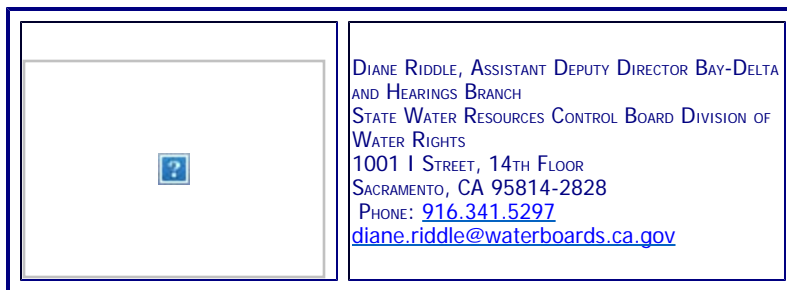 Diane Riddle, Assistant Deputy Director Bay-Delta
and Hearings Branch
State Water Resources Control Board Division of
Water Rights
1001 I Street, 14th Floor
Sacramento, CA 95814-2828
Phone: 916.341.5297
diane.riddle@waterboards.ca.gov